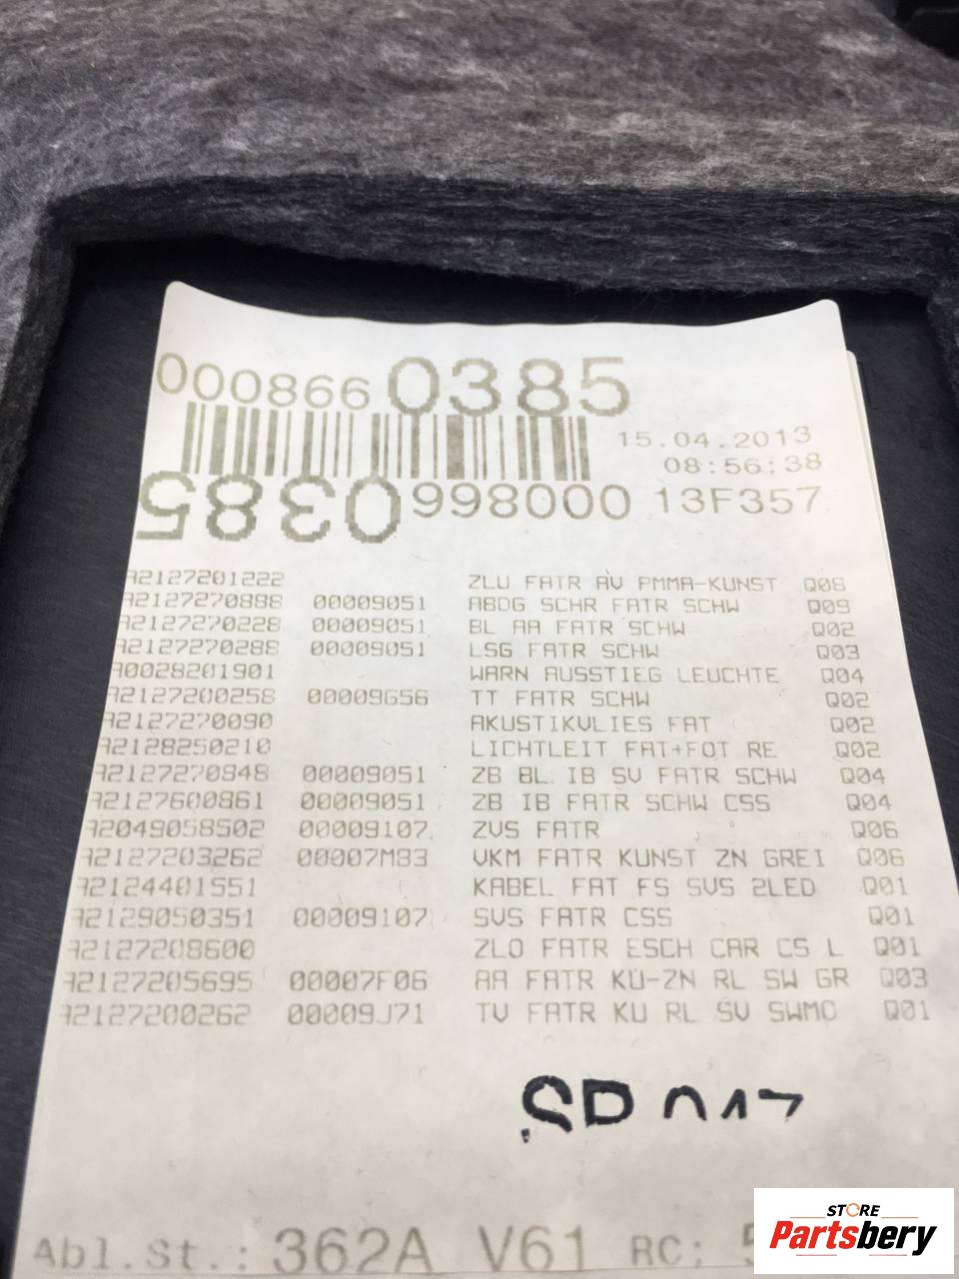 0008660385
15.04.2013
08:56:38
0385
998000 13F357
A2127201222 ZLU FATR AV PMMA-KUNST Q08
A2127270888 00009051 ABDG SCHR FATR SCHW Q09
A2127270228 00009051 BL AA FATR SCHW Q02
A2127270288 00009051 LSG FATR SCHW Q03
A0028201901 WARN AUSSTIEG LEUCHTE Q04
A2127200258 00009G56 TT FATR SCHW Q02
A2127270090 AKUSTIKVLIES FAT Q02
A2128250210 LICHTLEIT FAT+FOT RE Q02
A2127270848 00009051 ZB BL. IB SV FATR SCHW Q04
A2127600861 00009051 ZB IB FATR SCHW CSS Q04
A2049058502 00009107 ZVS FATR Q06
A2127203262 00007M83 VKM FATR KUNST ZN GREI Q06
A2124401551 KABEL FAT FS SVS 2LED Q01
A2129050351 00009107 SVS FATR CSS Q01
A2127208600 ZLO FATR ESCH CAR CS L Q01
A2127205695 00007F06 AA FATR KU-ZN RL SW GR Q03
A2127200262 00009J71 TV FATR KU RL SV SWMO Q01
Abl.St.: 362A V61 RC:
STORE
Partsbery